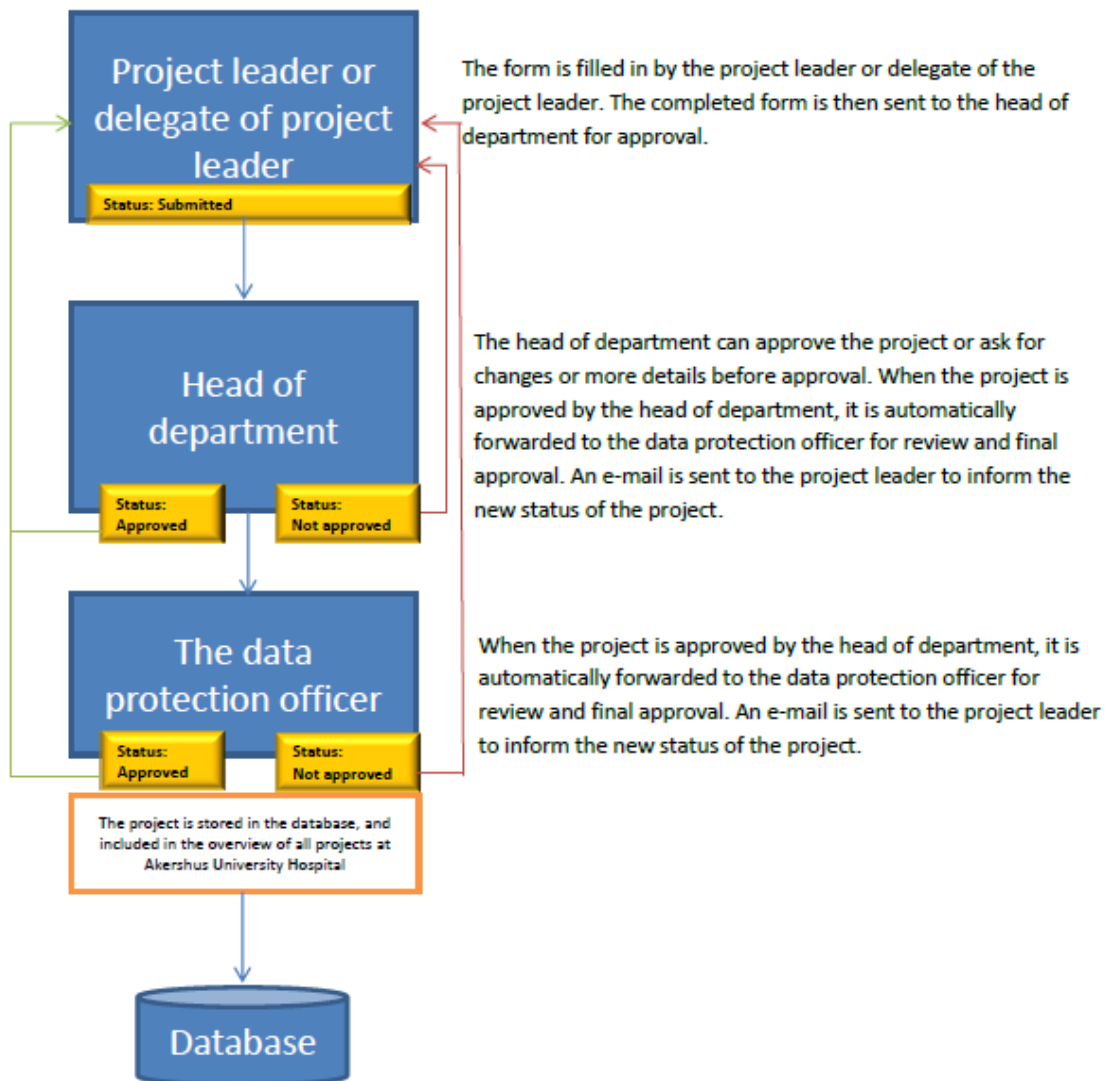 Project leader or
delegate of project
leader
Status: Submitted
The form is filled in by the project leader or delegate of the
project leader. The completed form is then sent to the head of
department for approval.
Head of
department
Status:
Approved
Status:
Not approved
The head of department can approve the project or ask for
changes or more details before approval. When the project is
approved by the head of department, it is automatically
forwarded to the data protection officer for review and final
approval. An e-mail is sent to the project leader to inform the
new status of the project.
The data
protection officer
Status:
Approved
Status:
Not approved
When the project is approved by the head of department, it is
automatically forwarded to the data protection officer for
review and final approval. An e-mail is sent to the project leader
to inform the new status of the project.
The project is stored in the database, and
included in the overview of all projects at
Akershus University Hospital
Database